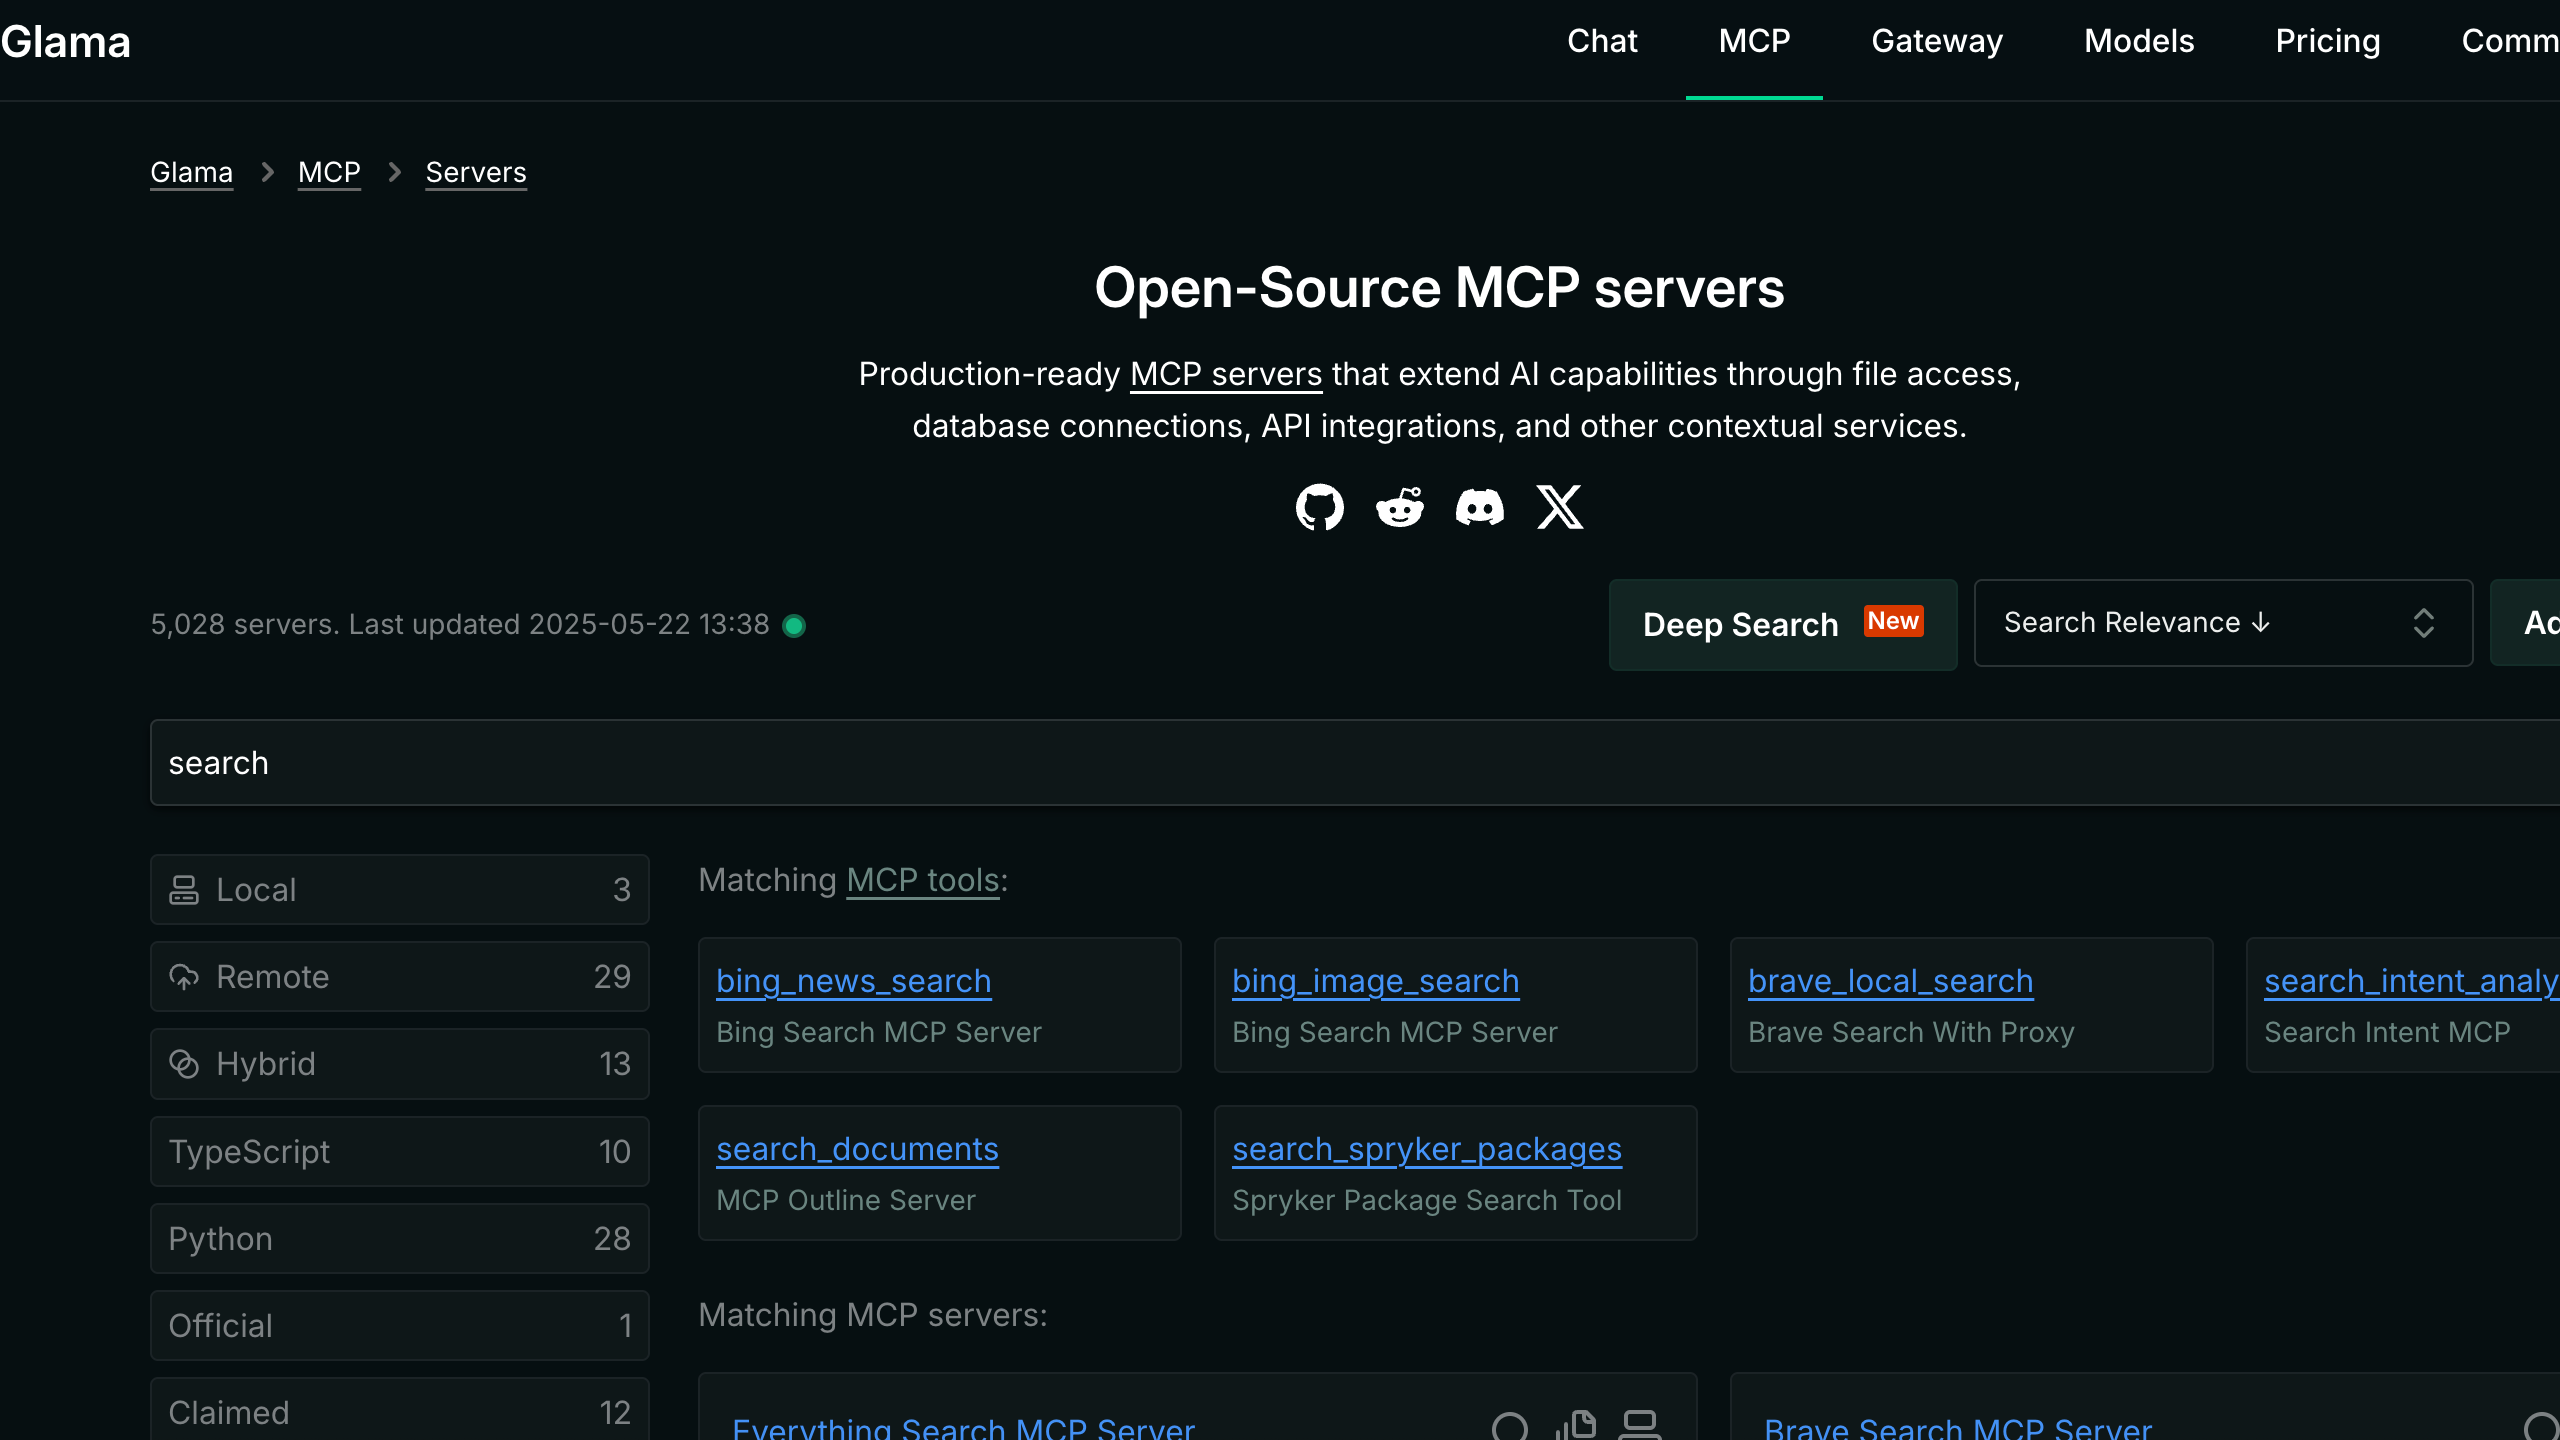 Glama
Chat MCP Gateway Models Pricing Comm
Glama MCP Servers
Open-Source MCP servers
Production-ready MCP servers that extend AI capabilities through file access,
database connections, API integrations, and other contextual services.
5,028 servers. Last updated 2025-05-22 13:38
Deep Search New
Search Relevance ↓
Ad
search
Local 3
Remote 29
Hybrid 13
TypeScript 10
Python 28
Official 1
Claimed 12
Matching MCP tools:
bing_news_search
Bing Search MCP Server
bing_image_search
Bing Search MCP Server
brave_local_search
Brave Search With Proxy
search_intent_analy
Search Intent MCP
search_documents
MCP Outline Server
search_spryker_packages
Spryker Package Search Tool
Matching MCP servers:
Everything Search MCP Server
Brave Search MCP Server